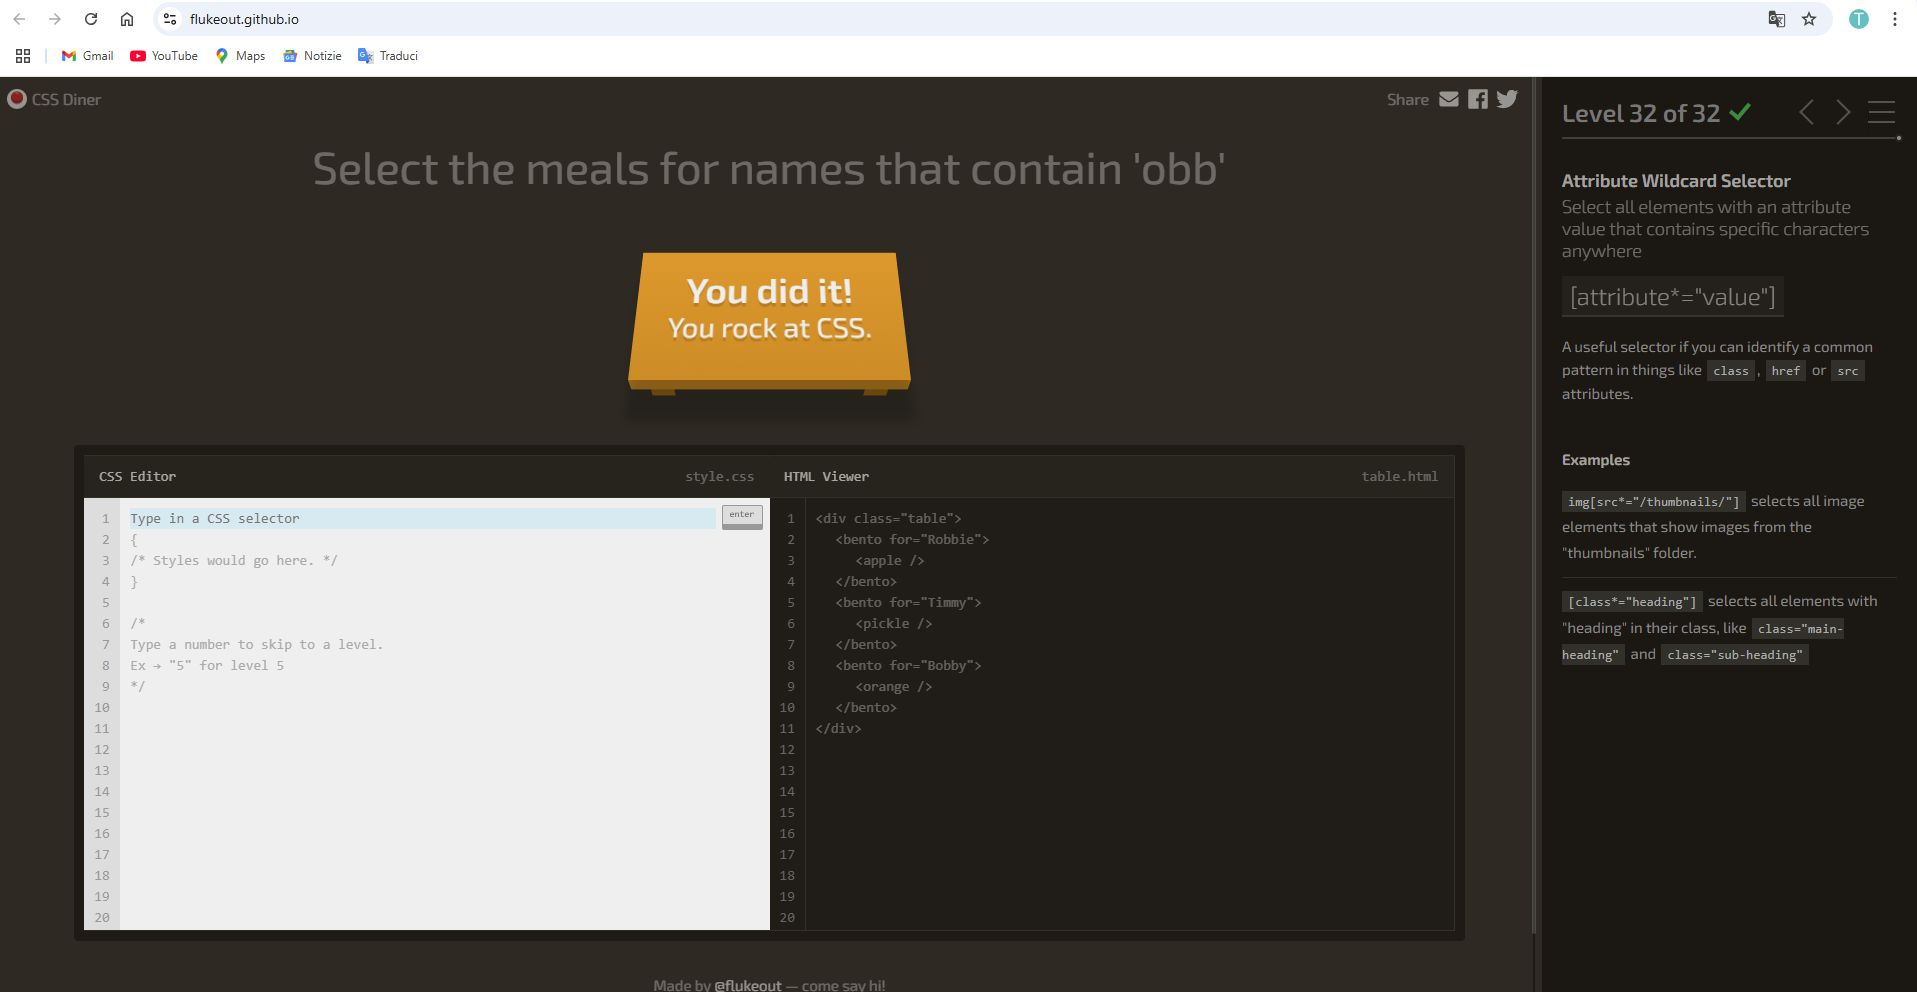 flukeout.github.io
Gmail YouTube Maps Notizie Traduci
T
CSS Diner
Share
Select the meals for names that contain 'obb'
You did it!
You rock at CSS.
CSS Editor style.css
1 Type in a CSS selector enter
2 {
3 /* Styles would go here. */
4 }
5
6 /*
7 Type a number to skip to a level.
8 Ex → "5" for level 5
9 */
10
11
12
13
14
15
16
17
18
19
20
HTML Viewer table.html
1 <div class="table">
2 <bento for="Robbie">
3 <apple />
4 </bento>
5 <bento for="Timmy">
6 <pickle />
7 </bento>
8 <bento for="Bobby">
9 <orange />
10 </bento>
11 </div>
12
13
14
15
16
17
18
19
20
Made by @flukeout — come say hi!
Level 32 of 32
Attribute Wildcard Selector
Select all elements with an attribute
value that contains specific characters
anywhere
[attribute*="value"]
A useful selector if you can identify a common
pattern in things like class , href or src
attributes.
Examples
img[src*="/thumbnails/"] selects all image
elements that show images from the
"thumbnails" folder.
[class*="heading"] selects all elements with
"heading" in their class, like class="main-
heading" and class="sub-heading"